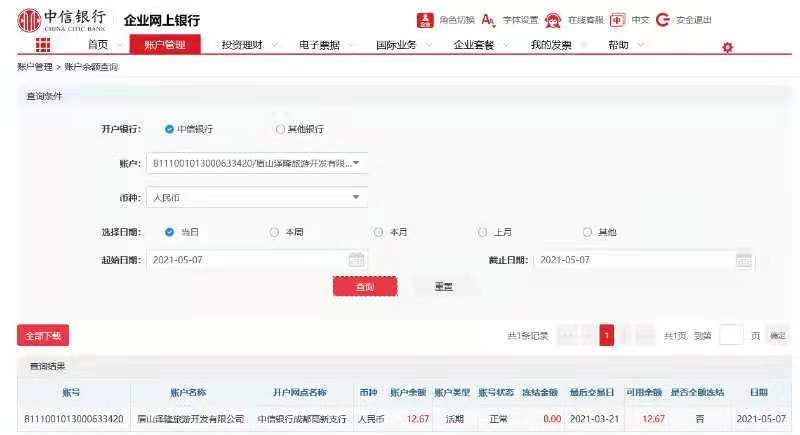 中信银行 企业网上银行 角色切换 字体设置 在线客服 中文 安全退出
CHINA CITIC BANK
首页 账户管理 投资理财 电子票据 国际业务 企业套餐 我的发票 帮助
账户管理 > 账户余额查询
查询条件
开户银行： 中信银行 其他银行
账户： 8111001013000633420/眉山泽隆旅游开发有限...
币种： 人民币
选择日期： 当日 本周 本月 上月 其他
起始日期： 2021-05-07 截止日期： 2021-05-07
查询 重置
全部下载 共1条记录 1 共1页 到第 页 确定
查询结果
账号 账户名称 开户网点名称 币种 账户余额 账户类型 账号状态 冻结金额 最后交易日 可用余额 是否全额冻结 日期
8111001013000633420 眉山泽隆旅游开发有限公司 中信银行成都高新支行 人民币 12.67 活期 正常 0.00 2021-03-21 12.67 否 2021-05-07